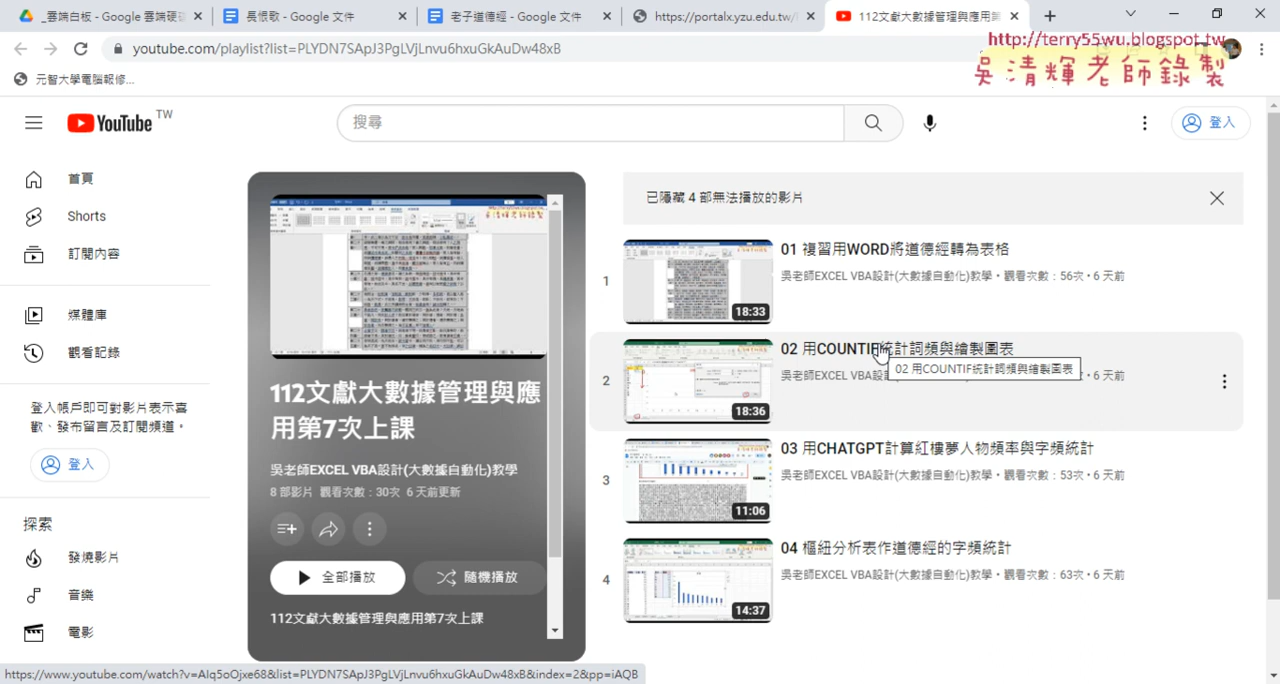 _雲端白板 - Google 雲端硬碟
長恨歌 - Google 文件
老子道德經 - Google 文件
https://portalx.yzu.edu.tw/
112文獻大數據管理與應用第
youtube.com/playlist?list=PLYDN7SApJ3PgLVjLnvu6hxuGkAuDw48xB
http://terry55wu.blogspot.tw
吳清輝老師錄製
元智大學電腦報修...
YouTube TW
搜尋
登入
首頁
Shorts
訂閱內容
媒體庫
觀看記錄
登入帳戶即可對影片表示喜
歡、發布留言及訂閱頻道。
登入
探索
發燒影片
音樂
電影
112文獻大數據管理與應
用第7次上課
吳老師EXCEL VBA設計(大數據自動化)教學
8 部影片 觀看次數：30次 6 天前更新
全部播放
隨機播放
112文獻大數據管理與應用第7次上課
已隱藏 4 部無法播放的影片
1
18:33
01 複習用WORD將道德經轉為表格
吳老師EXCEL VBA設計(大數據自動化)教學 • 觀看次數：56次 • 6 天前
2
18:36
02 用COUNTIF統計詞頻與繪製圖表
吳老師EXCEL VBA
02 用COUNTIF統計詞頻與繪製圖表
• 6 天前
3
11:06
03 用CHATGPT計算紅樓夢人物頻率與字頻統計
吳老師EXCEL VBA設計(大數據自動化)教學 • 觀看次數：53次 • 6 天前
4
14:37
04 樞紐分析表作道德經的字頻統計
吳老師EXCEL VBA設計(大數據自動化)教學 • 觀看次數：63次 • 6 天前
https://www.youtube.com/watch?v=AIq5oOjxe68&list=PLYDN7SApJ3PgLVjLnvu6hxuGkAuDw48xB&index=2&pp=iAQB